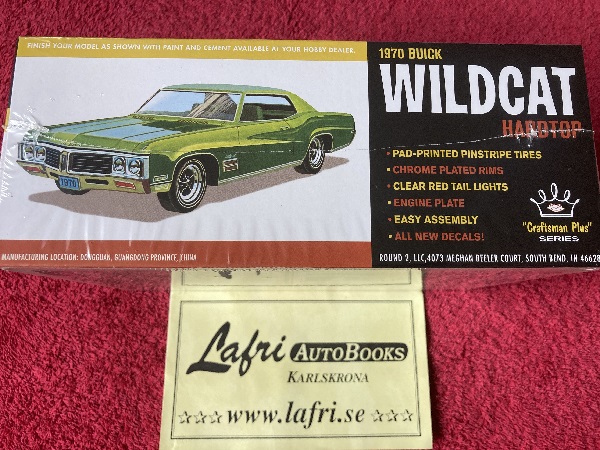 FINISH YOUR MODEL AS SHOWN WITH PAINT AND CEMENT AVAILABLE AT YOUR HOBBY DEALER.
1970 BUICK
WILDCAT
HARDTOP
• PAD-PRINTED PINSTRIPE TIRES
• CHROME PLATED RIMS
• CLEAR RED TAIL LIGHTS
• ENGINE PLATE
• EASY ASSEMBLY
• ALL NEW DECALS!
"Craftsman Plus"
SERIES
1970
MANUFACTURING LOCATION: DONGGUAN, GUANGDONG PROVINCE, CHINA
ROUND 2, LLC, 4073 MEGHAN BEELER COURT, SOUTH BEND, IN 46628
Lafri AUTOBOOKS
KARLSKRONA
www.lafri.se